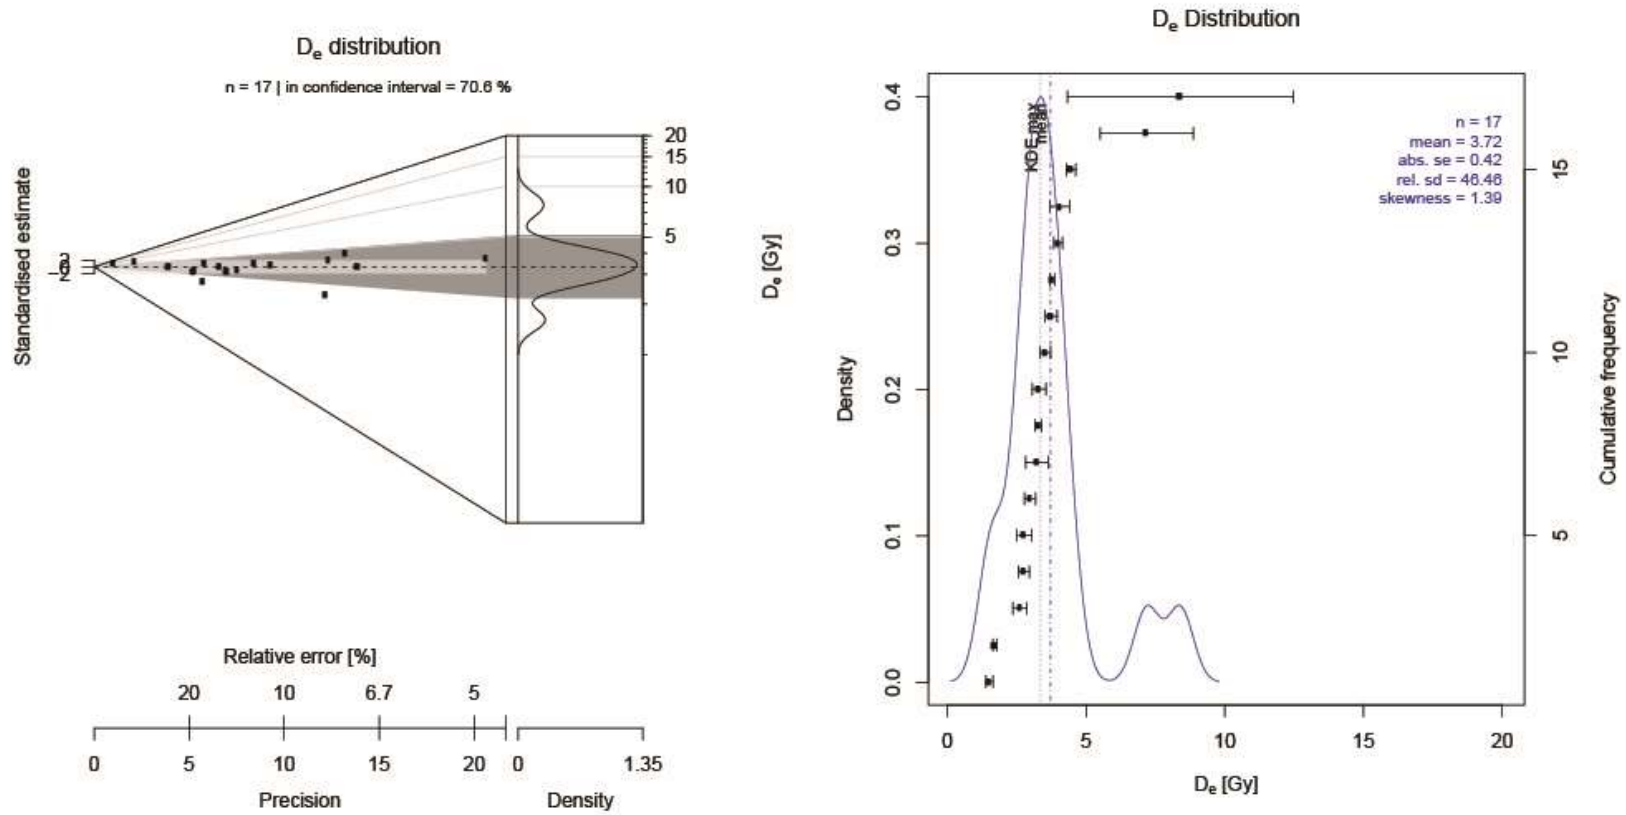 De distribution
n = 17 | in confidence interval = 70.6 %
Standardised estimate
2
0
−2
20
15
10
5
De [Gy]
Relative error [%]
20 10 6.7 5
0 5 10 15 20 0 1.35
Precision Density
De Distribution
KDE max
mean
n = 17
mean = 3.72
abs. se = 0.42
rel. sd = 46.46
skewness = 1.39
Density
0.4
0.3
0.2
0.1
0.0
15
10
5
Cumulative frequency
0 5 10 15 20
De [Gy]